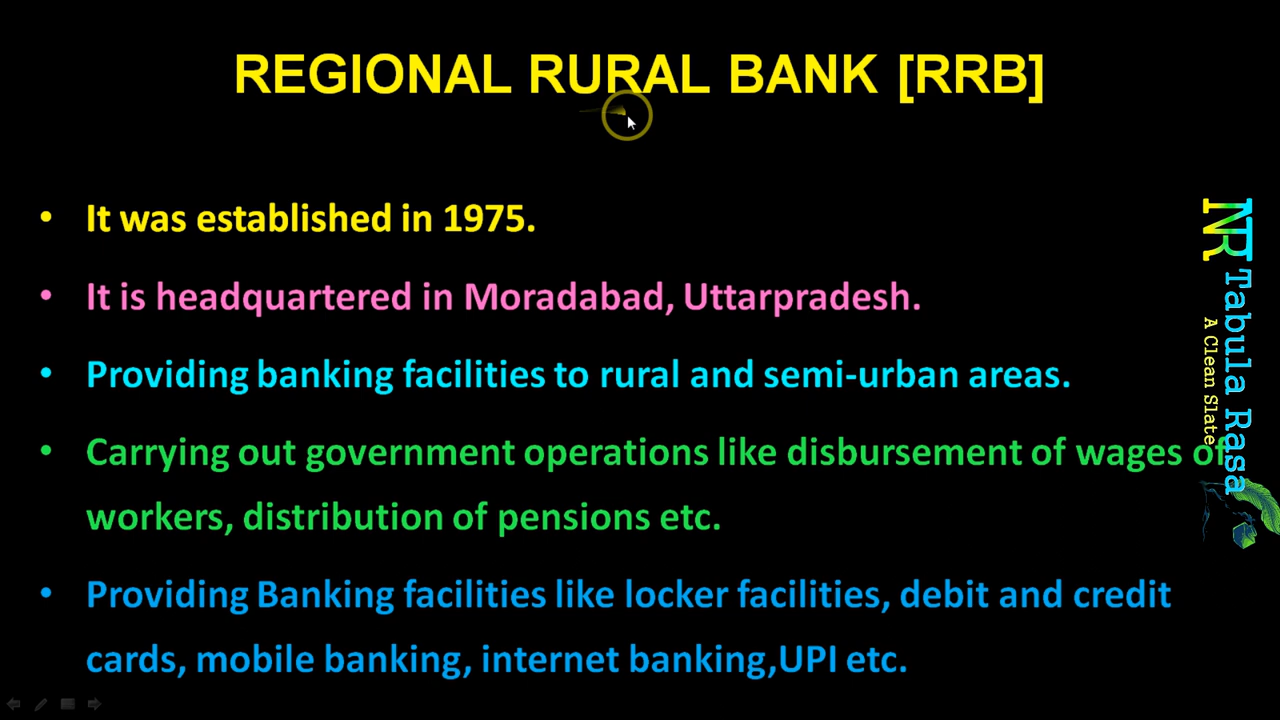 REGIONAL RURAL BANK [RRB]
• It was established in 1975.
• It is headquartered in Moradabad, Uttarpradesh.
• Providing banking facilities to rural and semi-urban areas.
• Carrying out government operations like disbursement of wages of
workers, distribution of pensions etc.
• Providing Banking facilities like locker facilities, debit and credit
cards, mobile banking, internet banking,UPI etc.
NR Tabula Rasa
A Clean Slate